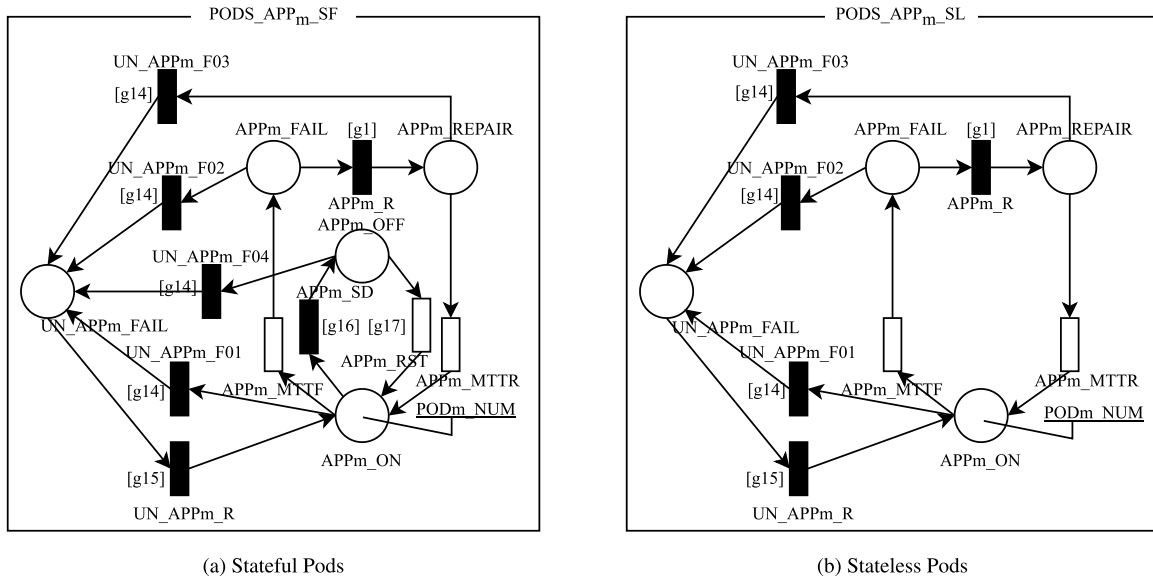 PODS_APPm_SF
UN_APPm_F03
[g14]
APPm_FAIL
[g1]
APPm_REPAIR
UN_APPm_F02
[g14]
APPm_R
APPm_OFF
UN_APPm_F04
[g14]
APPm_SD
[g16]
[g17]
UN_APPm_FAIL
UN_APPm_F01
APPm_RST
[g14]
APPm_MTTF
APPm_MTTR
PODm_NUM
APPm_ON
[g15]
UN_APPm_R
(a) Stateful Pods
PODS_APPm_SL
UN_APPm_F03
[g14]
APPm_FAIL
[g1]
APPm_REPAIR
UN_APPm_F02
[g14]
APPm_R
UN_APPm_FAIL
UN_APPm_F01
[g14]
APPm_MTTF
APPm_MTTR
PODm_NUM
APPm_ON
[g15]
UN_APPm_R
(b) Stateless Pods